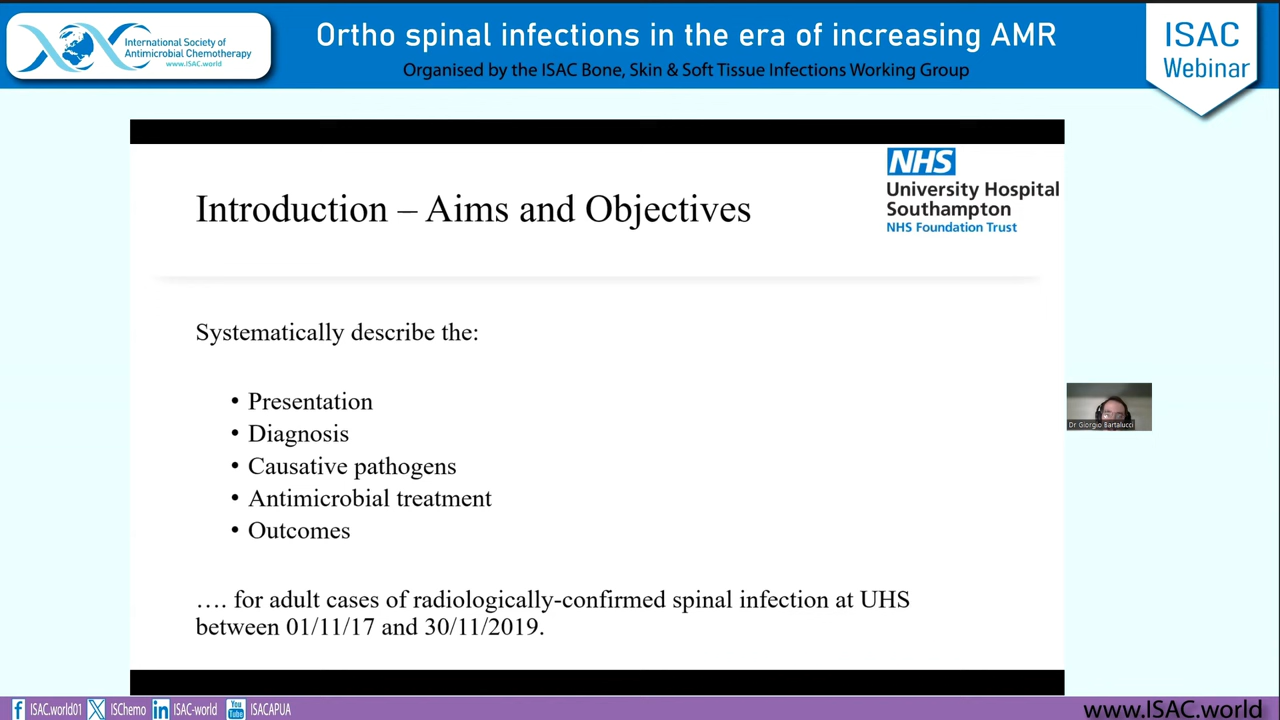 International Society of
Antimicrobial Chemotherapy
www.ISAC.world
Ortho spinal infections in the era of increasing AMR
Organised by the ISAC Bone, Skin & Soft Tissue Infections Working Group
ISAC
Webinar
NHS
University Hospital
Southampton
NHS Foundation Trust
Introduction – Aims and Objectives
Systematically describe the:
• Presentation
• Diagnosis
• Causative pathogens
• Antimicrobial treatment
• Outcomes
…. for adult cases of radiologically-confirmed spinal infection at UHS
between 01/11/17 and 30/11/2019.
Dr Giorgio Bartalucci
f ISAC.world01 X ISChemo in ISAC-world You Tube ISACAPUA
www.ISAC.world